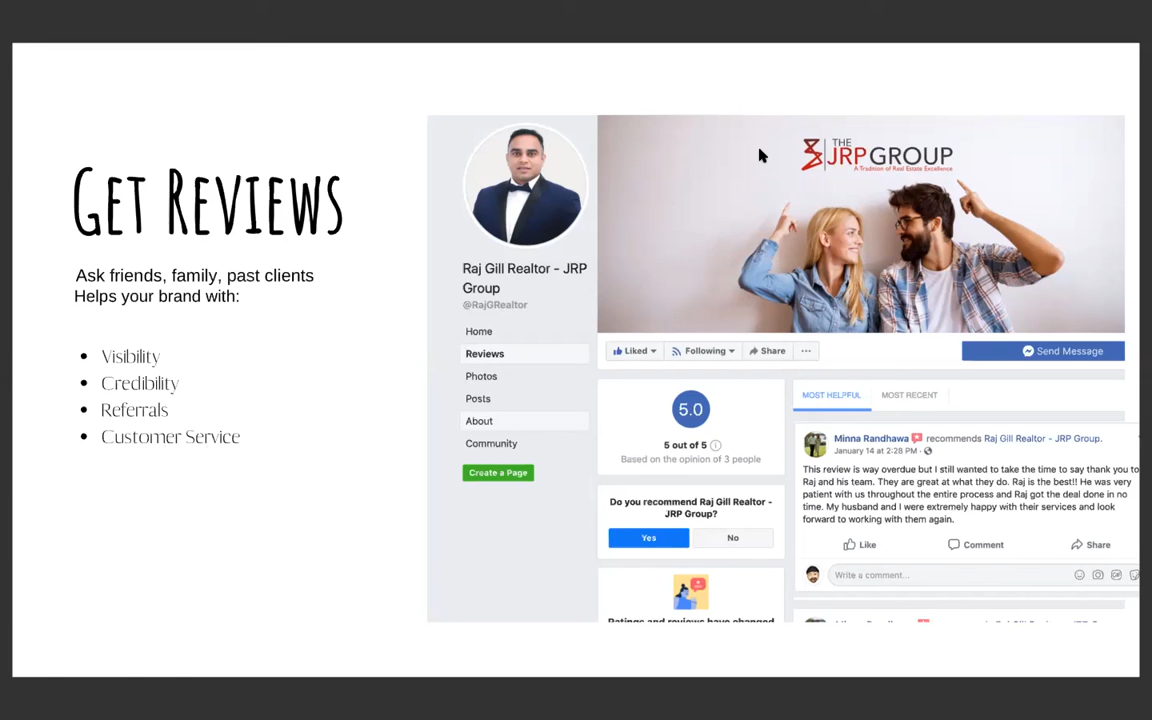 GET REVIEWS
Ask friends, family, past clients
Helps your brand with:
• Visibility
• Credibility
• Referrals
• Customer Service
Raj Gill Realtor - JRP
Group
@RajGRealtor
Home
Reviews
Photos
Posts
About
Community
Create a Page
THE
JRPGROUP
A Tradition of Real Estate Excellence
Liked
Following
Share
Send Message
5.0
5 out of 5
Based on the opinion of 3 people
Do you recommend Raj Gill Realtor -
JRP Group?
Yes No
Ratings and reviews have changed
MOST HELPFUL MOST RECENT
Minna Randhawa recommends Raj Gill Realtor - JRP Group.
January 14 at 2:28 PM ·
This review is way overdue but I still wanted to take the time to say thank you to
Raj and his team. They are great at what they do. Raj is the best!! He was very
patient with us throughout the entire process and Raj got the deal done in no
time. My husband and I were extremely happy with their services and look
forward to working with them again.
Like Comment Share
Write a comment...